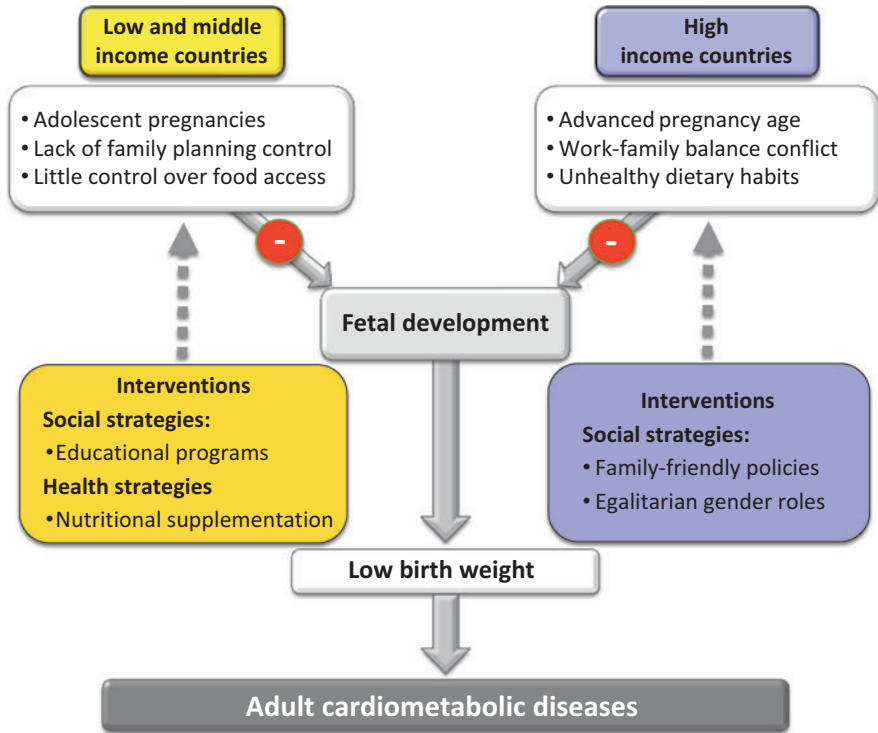 Low and middle
income countries
• Adolescent pregnancies
• Lack of family planning control
• Little control over food access
High
income countries
• Advanced pregnancy age
• Work-family balance conflict
• Unhealthy dietary habits
-
-
Fetal development
Interventions
Social strategies:
• Educational programs
Health strategies
• Nutritional supplementation
Interventions
Social strategies:
• Family-friendly policies
• Egalitarian gender roles
Low birth weight
Adult cardiometabolic diseases